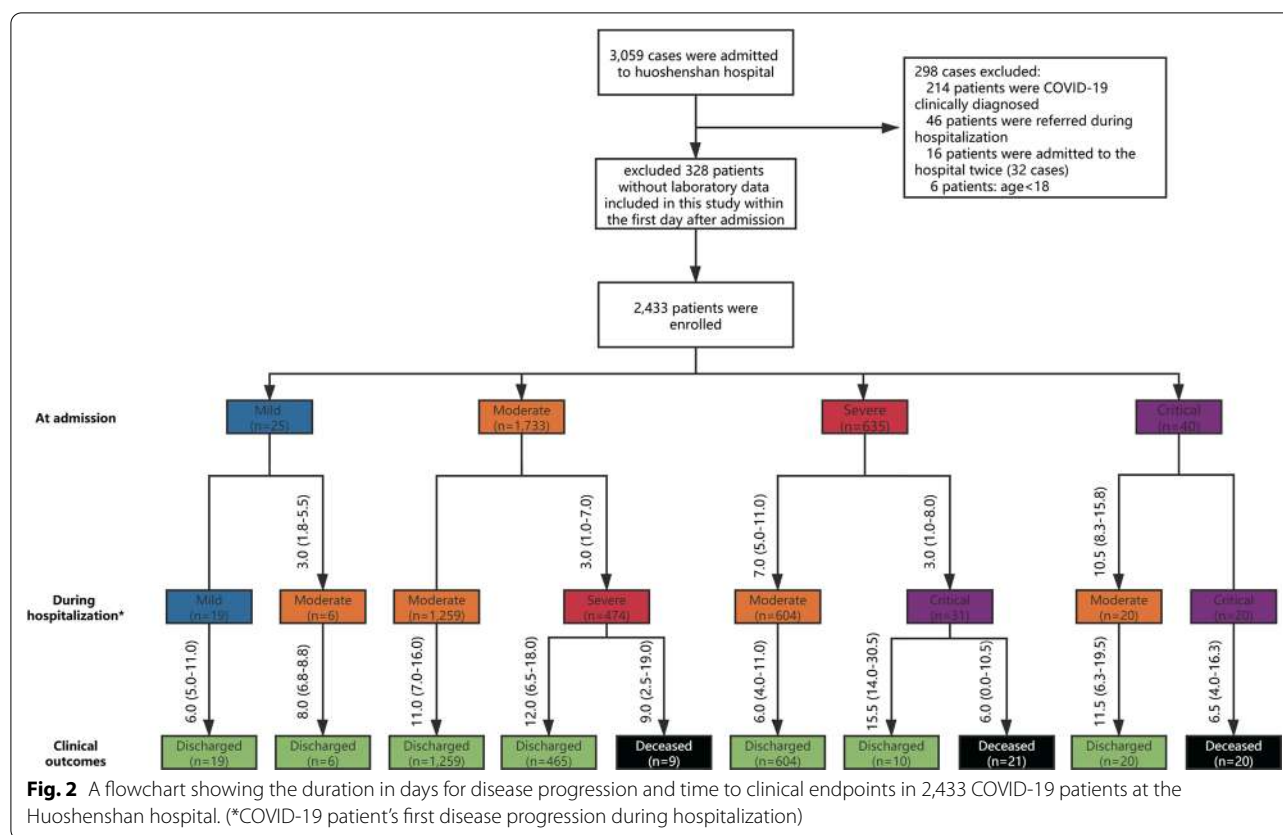 3,059 cases were admitted
to huoshenshan hospital
298 cases excluded:
214 patients were COVID-19
clinically diagnosed
46 patients were referred during
hospitalization
16 patients were admitted to the
hospital twice (32 cases)
6 patients: age<18
excluded 328 patients
without laboratory data
included in this study within
the first day after admission
2,433 patients were
enrolled
At admission
Mild
(n=25)
Moderate
(n=1,733)
Severe
(n=635)
Critical
(n=40)
3.0 (1.8-5.5)
3.0 (1.0-7.0)
7.0 (5.0-11.0)
3.0 (1.0-8.0)
10.5 (8.3-15.8)
During
hospitalization*
Mild
(n=19)
Moderate
(n=6)
Moderate
(n=1,259)
Severe
(n=474)
Moderate
(n=604)
Critical
(n=31)
Moderate
(n=20)
Critical
(n=20)
6.0 (5.0-11.0)
8.0 (6.8-8.8)
11.0 (7.0-16.0)
12.0 (6.5-18.0)
9.0 (2.5-19.0)
6.0 (4.0-11.0)
15.5 (14.0-30.5)
6.0 (0.0-10.5)
11.5 (6.3-19.5)
6.5 (4.0-16.3)
Clinical
outcomes
Discharged
(n=19)
Discharged
(n=6)
Discharged
(n=1,259)
Discharged
(n=465)
Deceased
(n=9)
Discharged
(n=604)
Discharged
(n=10)
Deceased
(n=21)
Discharged
(n=20)
Deceased
(n=20)
Fig. 2 A flowchart showing the duration in days for disease progression and time to clinical endpoints in 2,433 COVID-19 patients at the
Huoshenshan hospital. (*COVID-19 patient's first disease progression during hospitalization)